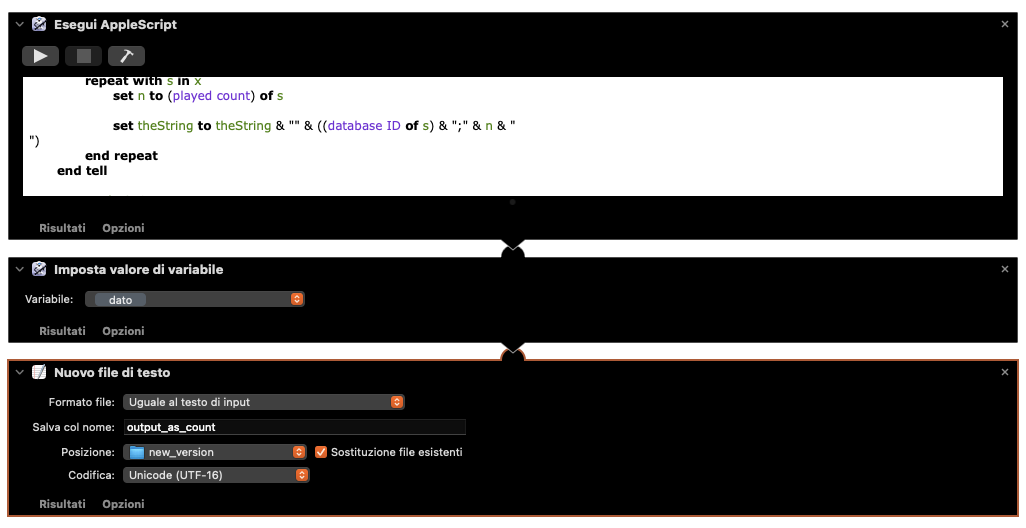 Esegui AppleScript
repeat with s in x
set n to (played count) of s
set theString to theString & "" & ((database ID of s) & ";" & n & "
")
end repeat
end tell
Risultati Opzioni
Imposta valore di variabile
Variabile: dato
Risultati Opzioni
Nuovo file di testo
Formato file: Uguale al testo di input
Salva col nome: output_as_count
Posizione: new_version Sostituzione file esistenti
Codifica: Unicode (UTF-16)
Risultati Opzioni